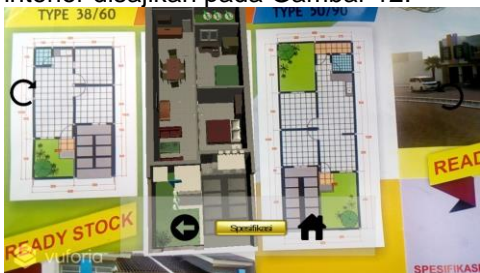 interior disajikan pada Gambar 12.
TYPE 38/60
TYPE 50/90
READY STOCK
Spesifikasi
READ
vuforia
SPESIFIKASI